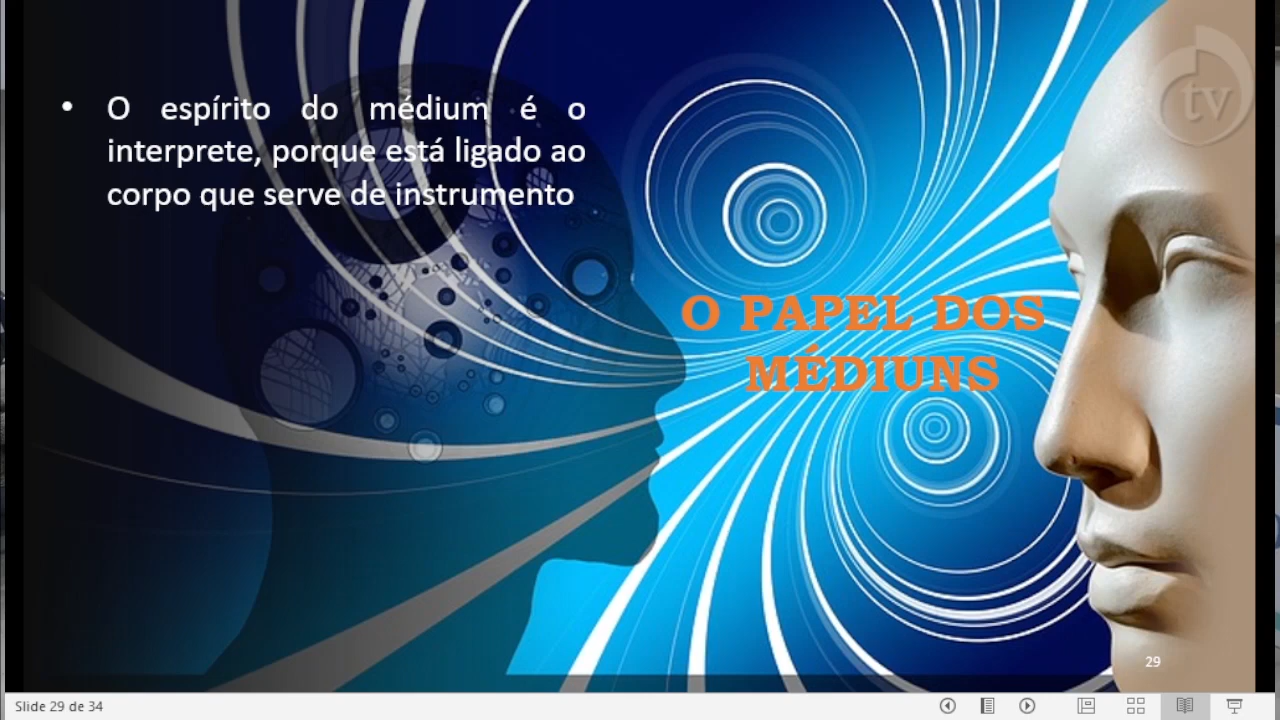 • O espírito do médium é o
interprete, porque está ligado ao
corpo que serve de instrumento
O PAPEL DOS
MÉDIUNS
tv
29
Slide 29 de 34